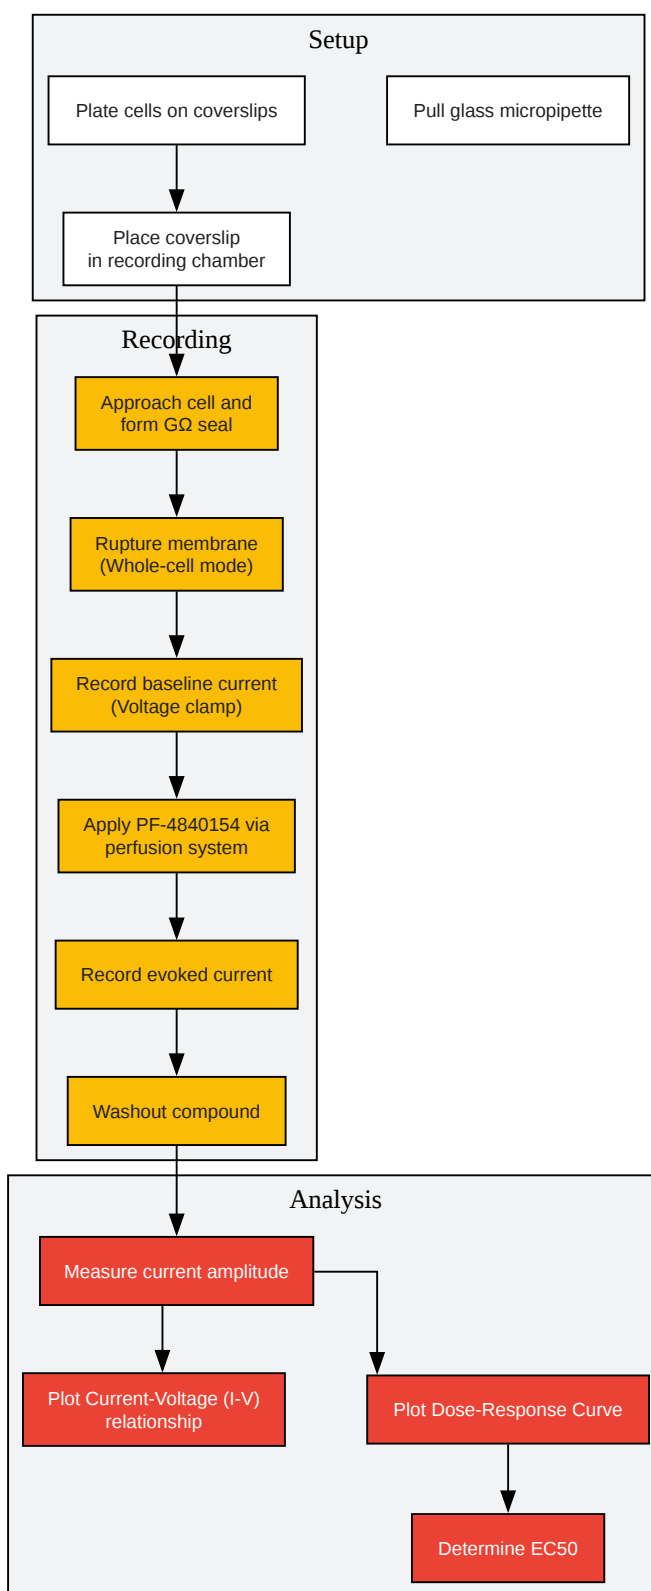 Setup
Plate cells on coverslips
Pull glass micropipette
Place coverslip
in recording chamber
Recording
Approach cell and
form GΩ seal
Rupture membrane
(Whole-cell mode)
Record baseline current
(Voltage clamp)
Apply PF-4840154 via
perfusion system
Record evoked current
Washout compound
Analysis
Measure current amplitude
Plot Current-Voltage (I-V)
relationship
Plot Dose-Response Curve
Determine EC50